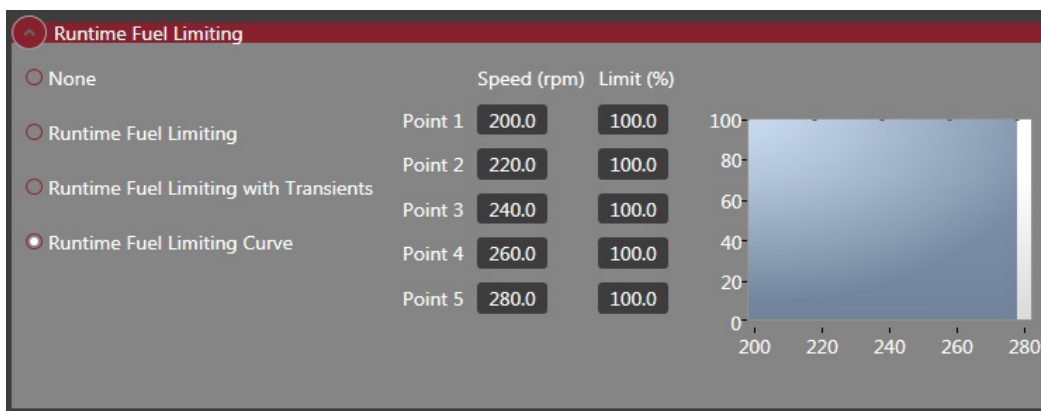 Runtime Fuel Limiting
None
Runtime Fuel Limiting
Runtime Fuel Limiting with Transients
Runtime Fuel Limiting Curve
Speed (rpm) Limit (%)
Point 1 200.0 100.0
Point 2 220.0 100.0
Point 3 240.0 100.0
Point 4 260.0 100.0
Point 5 280.0 100.0
100
80
60
40
20
0
200 220 240 260 280